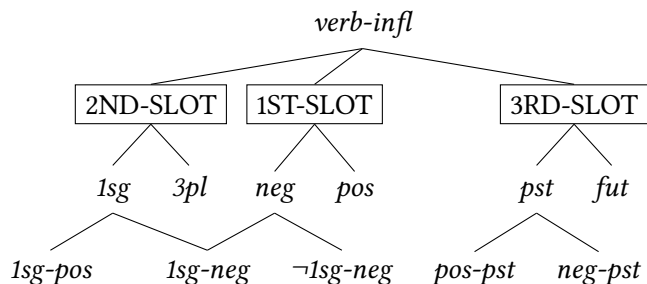 verb-infl
2ND-SLOT 1ST-SLOT 3RD-SLOT
1sg 3pl neg pos pst fut
1sg-pos 1sg-neg ¬1sg-neg pos-pst neg-pst